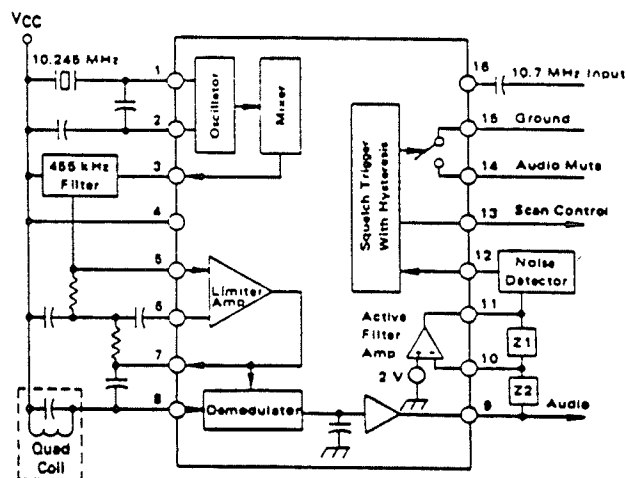 VCC
10.245 MHz
1
2
Oscillator
Mixer
455 kHz
Filter
3
4
5
6
Limiter
Amp
7
8
Demodulator
Quad
Coil
16
10.7 MHz Input
15
Ground
14
Audio Mute
Squelch Trigger
With Hysteresis
13
Scan Control
12
Noise
Detector
11
Active
Filter
Amp
Z1
10
+ -
2 V
Z2
9
Audio